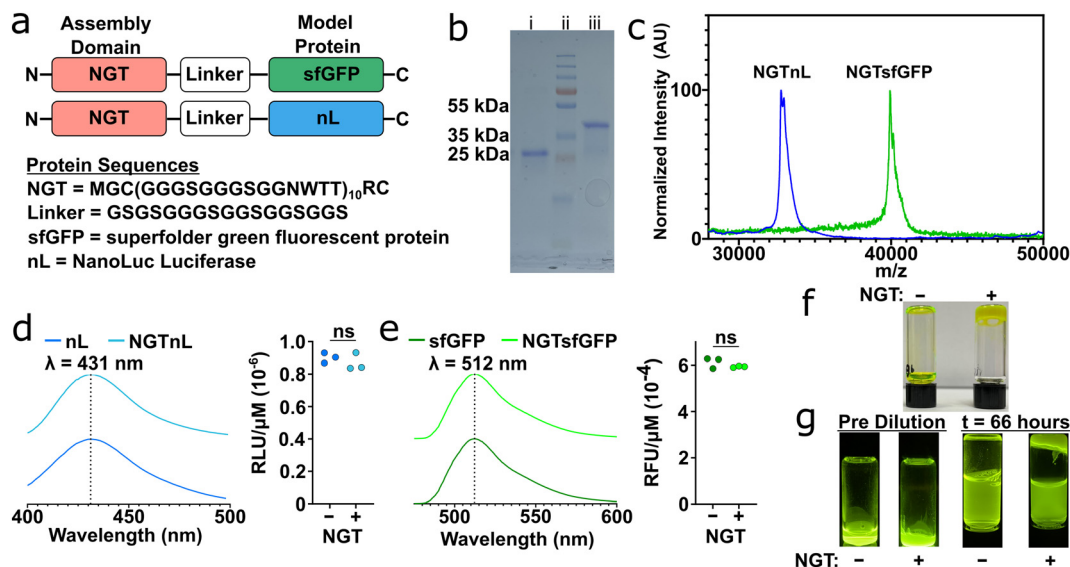 a
Assembly Domain
Model Protein
N NGT Linker sfGFP C
N NGT Linker nL C
Protein Sequences
NGT = MGC(GGGSGGGSGGNWTT)10RC
Linker = GSGSGGGSGGSGGSGGS
sfGFP = superfolder green fluorescent protein
nL = NanoLuc Luciferase
b
i ii iii
55 kDa
35 kDa
25 kDa
c
Normalized Intensity (AU)
100
50
0
NGTnL
NGTsfGFP
30000 40000 50000
m/z
d
nL NGTnL
λ = 431 nm
400 450 500
Wavelength (nm)
ns
RLU/µM (10-6)
1.0
0.8
0.6
0.4
0.2
0
− +
NGT
e
sfGFP NGTsfGFP
λ = 512 nm
500 550 600
Wavelength (nm)
ns
RFU/µM (10-4)
6
4
2
0
− +
NGT
f
NGT: − +
g
Pre Dilution t = 66 hours
NGT: − + − +